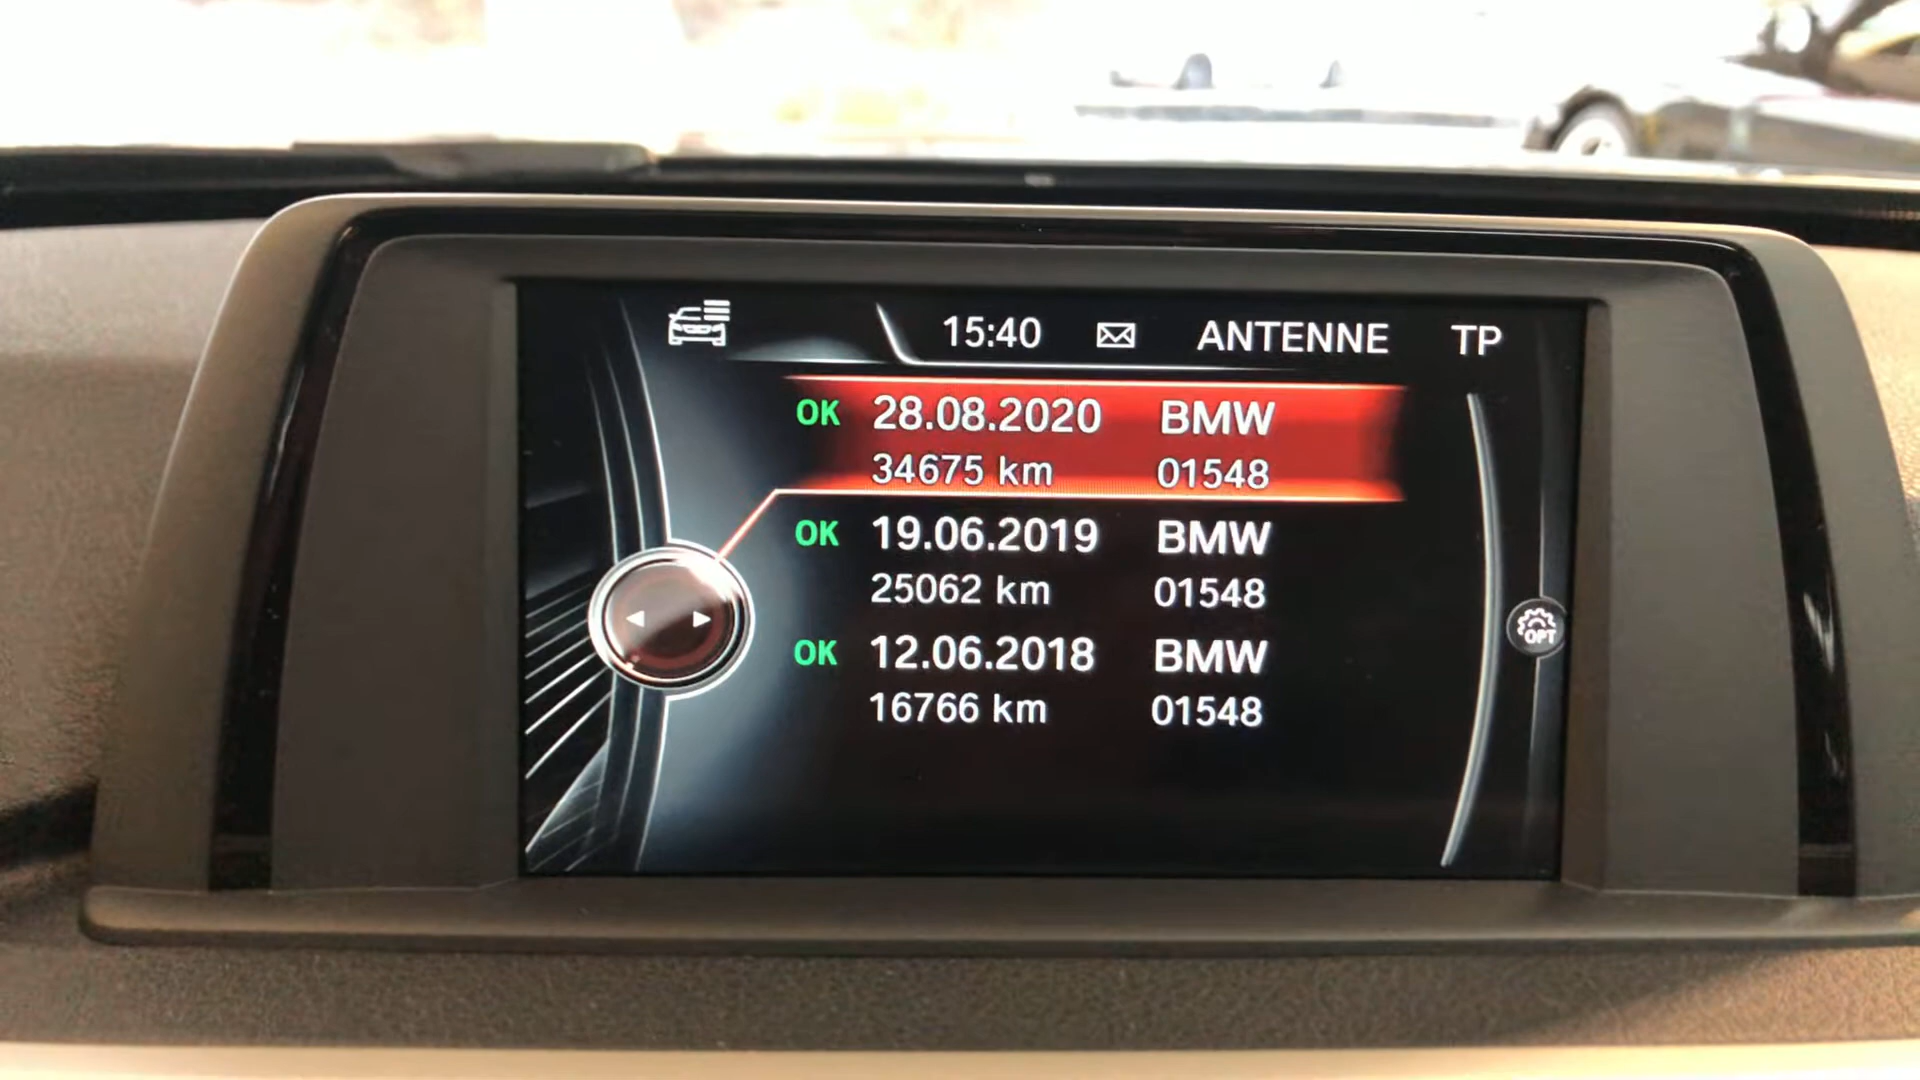 15:40 ANTENNE TP
OK 28.08.2020 BMW
34675 km 01548
OK 19.06.2019 BMW
25062 km 01548
OK 12.06.2018 BMW
16766 km 01548
OPT